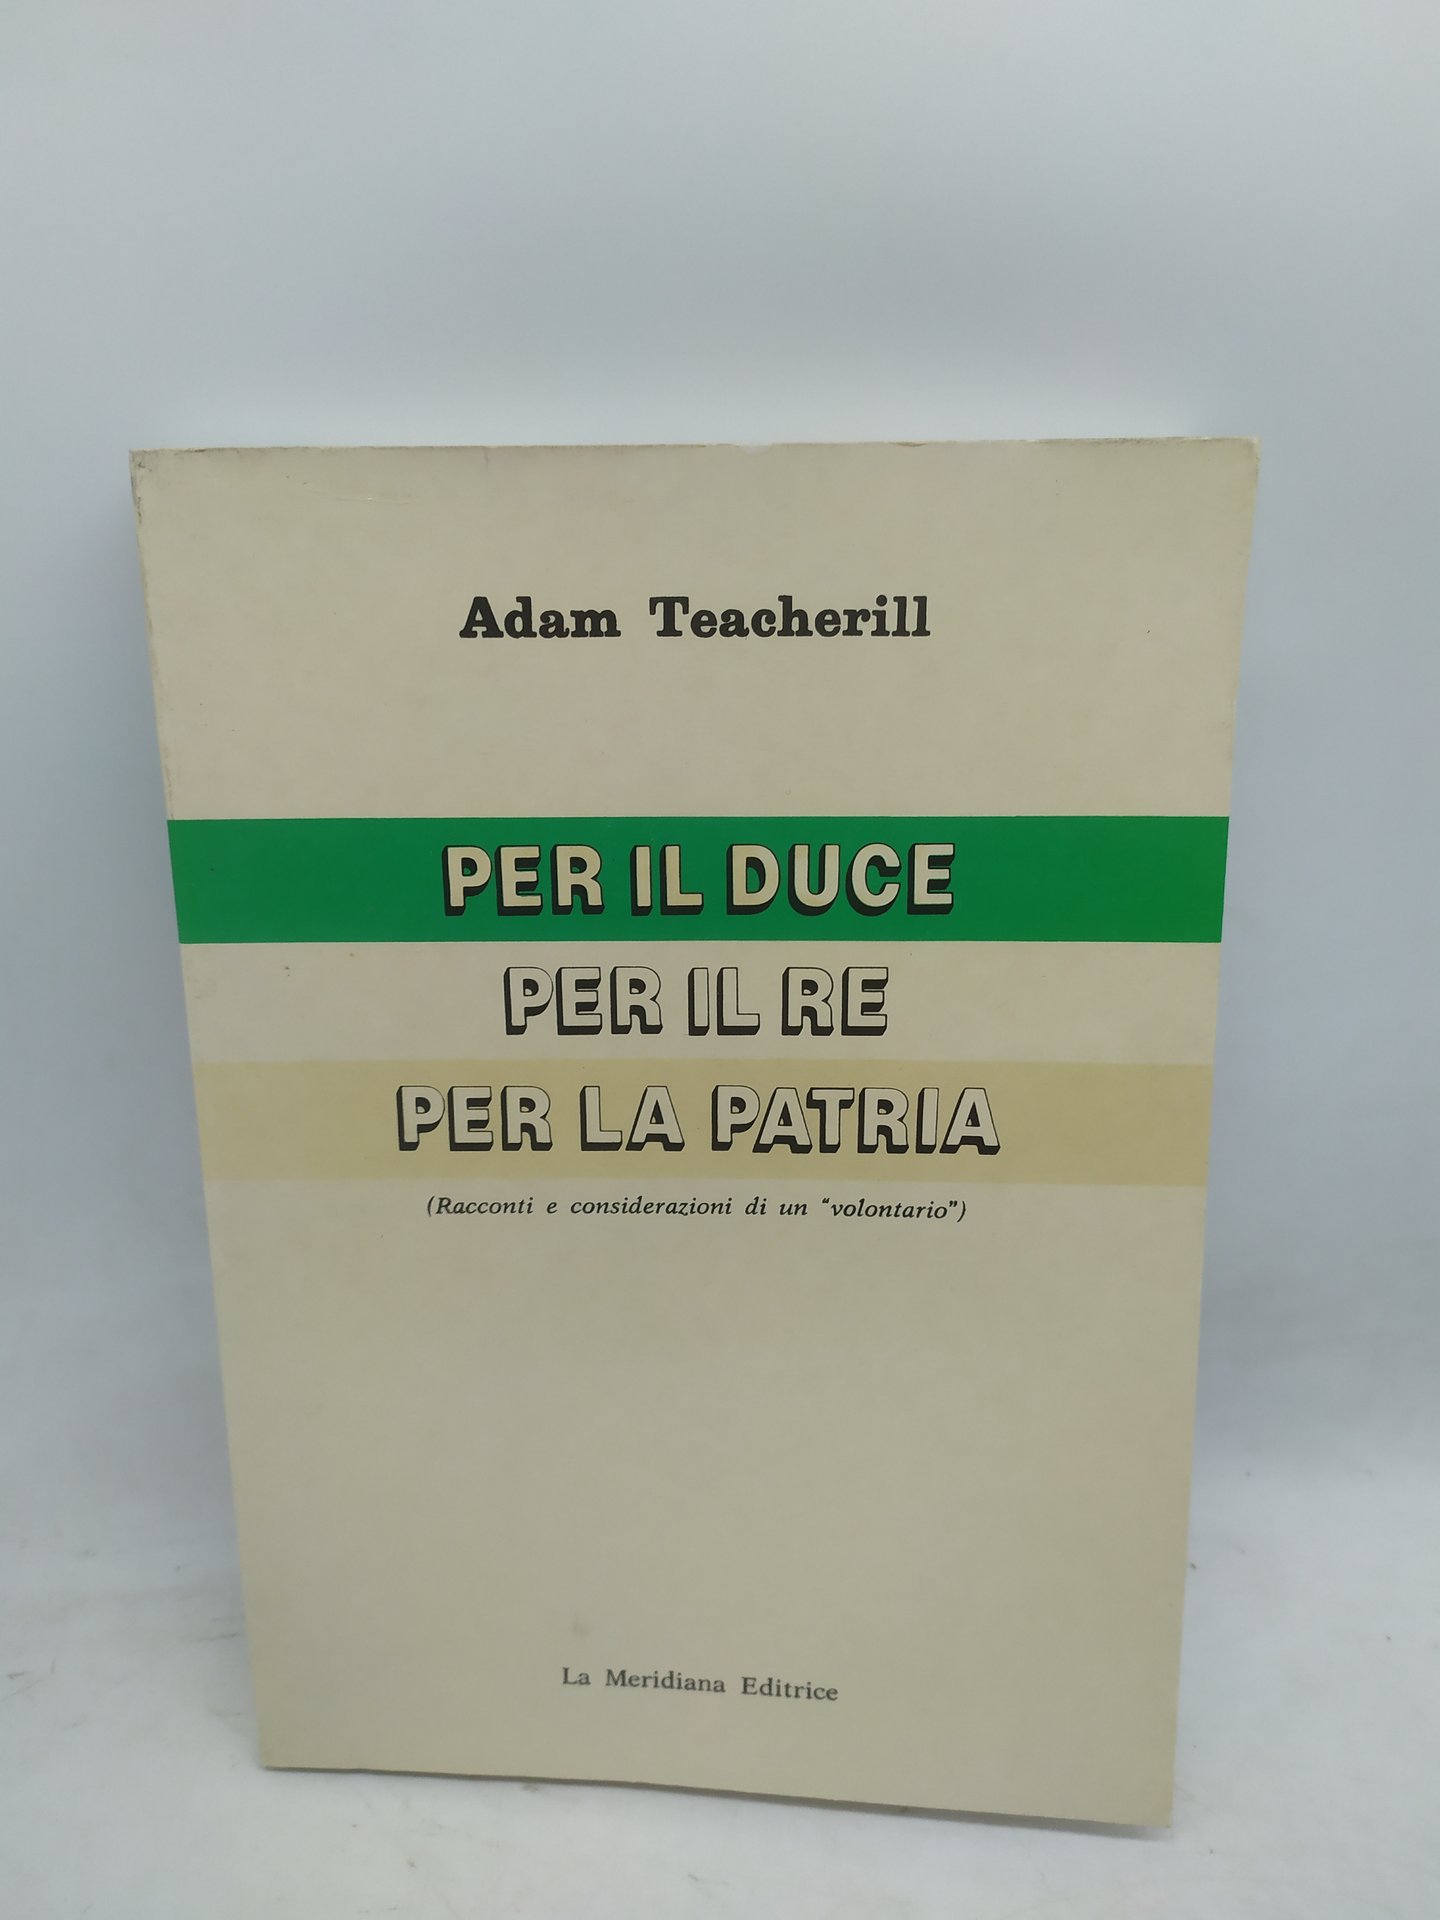 Adam Teacherill
PER IL DUCE
PER IL RE
PER LA PATRIA
(Racconti e considerazioni di un “volontario”)
La Meridiana Editrice